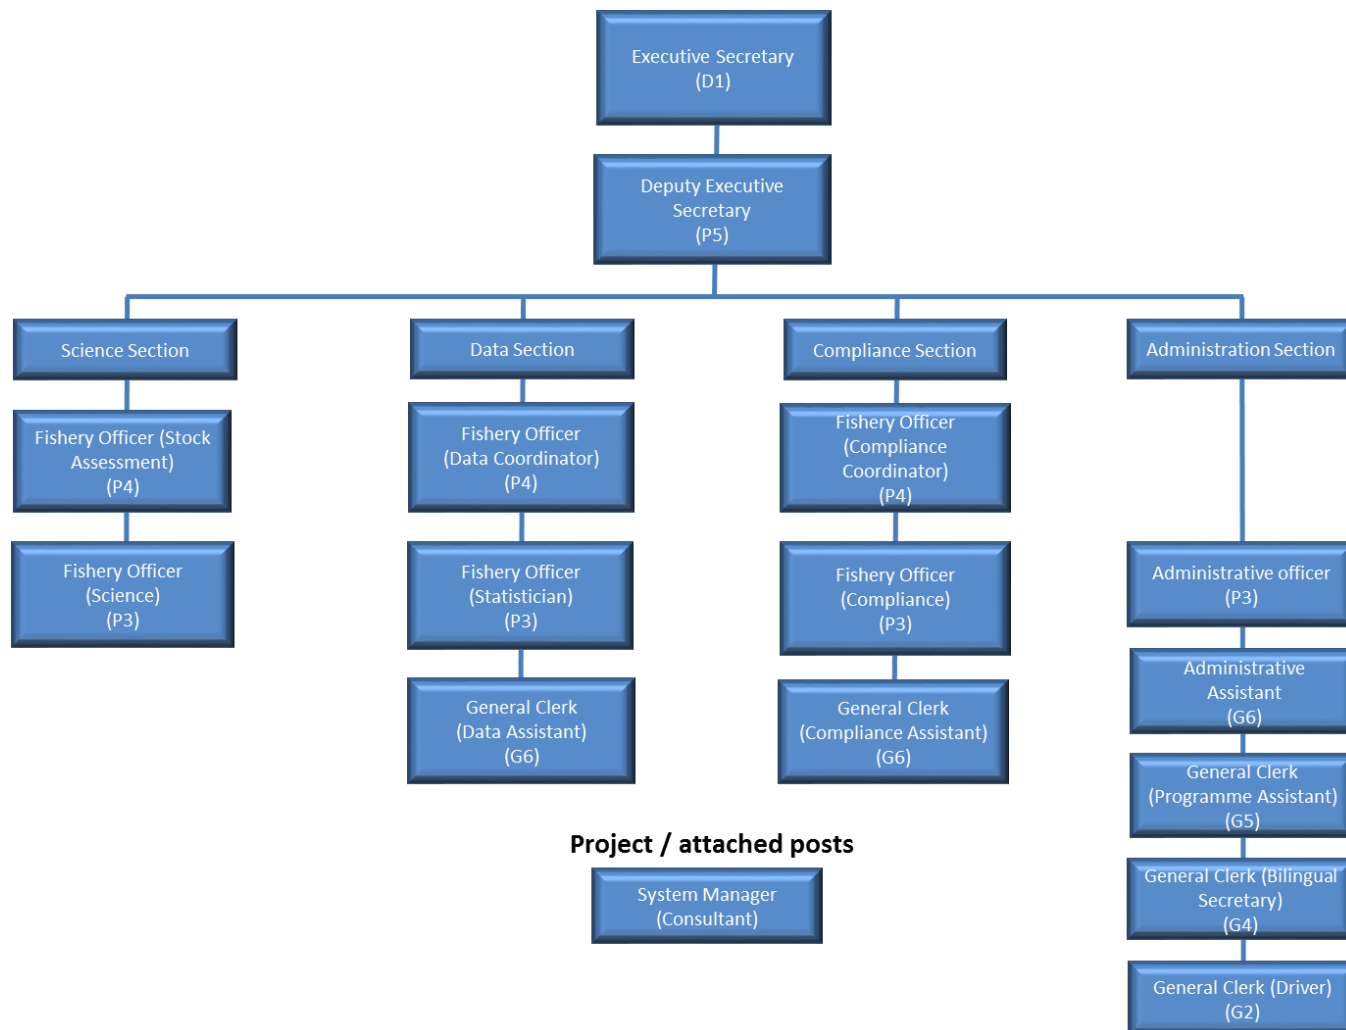 Executive Secretary
(D1)
Deputy Executive
Secretary
(P5)
Science Section
Data Section
Compliance Section
Administration Section
Fishery Officer (Stock
Assessment)
(P4)
Fishery Officer
(Data Coordinator)
(P4)
Fishery Officer
(Compliance
Coordinator)
(P4)
Fishery Officer
(Science)
(P3)
Fishery Officer
(Statistician)
(P3)
Fishery Officer
(Compliance)
(P3)
Administrative officer
(P3)
General Clerk
(Data Assistant)
(G6)
General Clerk
(Compliance Assistant)
(G6)
Administrative
Assistant
(G6)
General Clerk
(Programme Assistant)
(G5)
General Clerk (Bilingual
Secretary)
(G4)
General Clerk (Driver)
(G2)
Project / attached posts
System Manager
(Consultant)